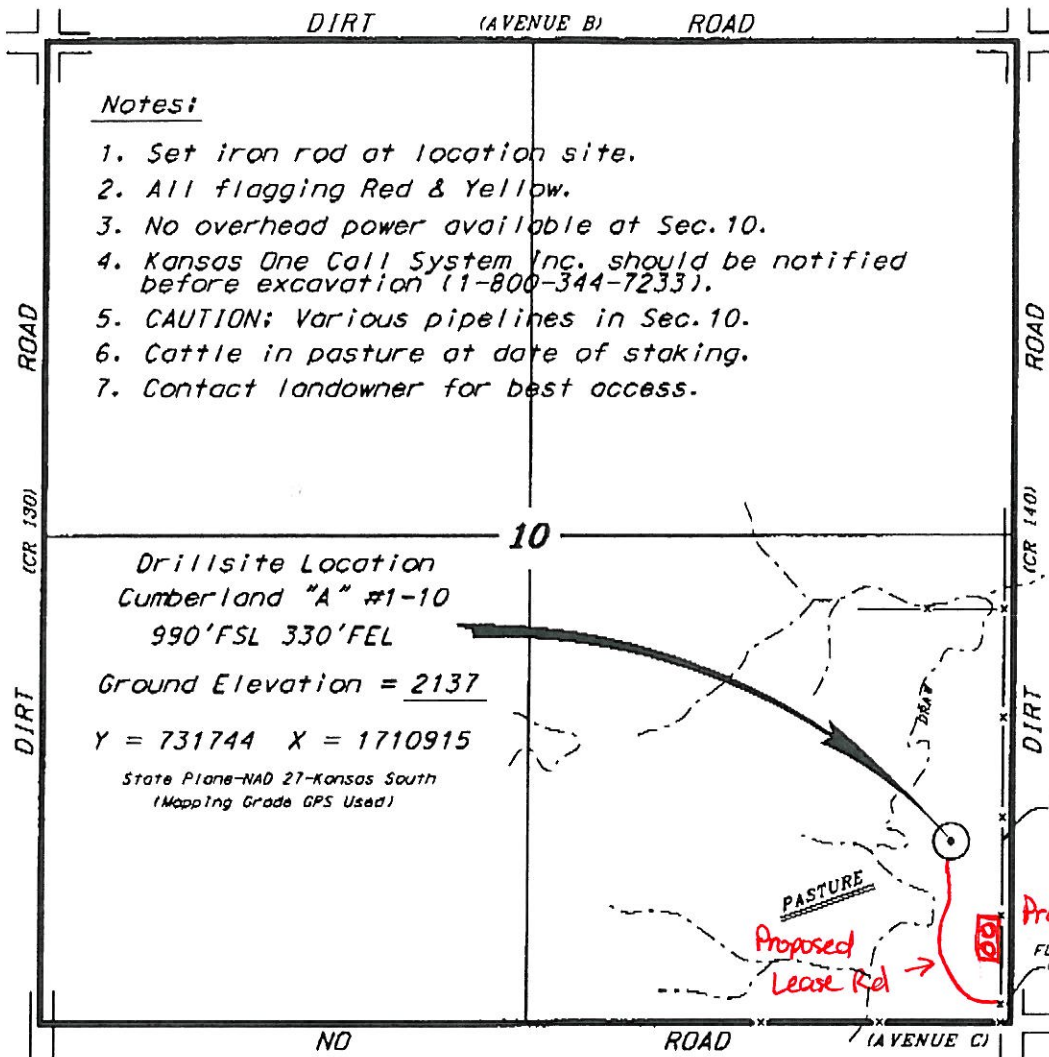 DIRT (AVENUE B) ROAD
Notes:
1. Set iron rod at location site.
2. All flagging Red & Yellow.
3. No overhead power available at Sec.10.
4. Kansas One Call System Inc. should be notified
before excavation (1-800-344-7233).
5. CAUTION: Various pipelines in Sec.10.
6. Cattle in pasture at date of staking.
7. Contact landowner for best access.
ROAD
(CR 130)
DIRT
ROAD
(CR 140)
DIRT
10
Drillsite Location
Cumberland "A" #1-10
990'FSL 330'FEL
Ground Elevation = 2137
Y = 731744 X = 1710915
State Plane-NAD 27-Kansas South
(Mapping Grade GPS Used)
DRAW
PASTURE
Proposed
Lease Rd
NO ROAD (AVENUE C)